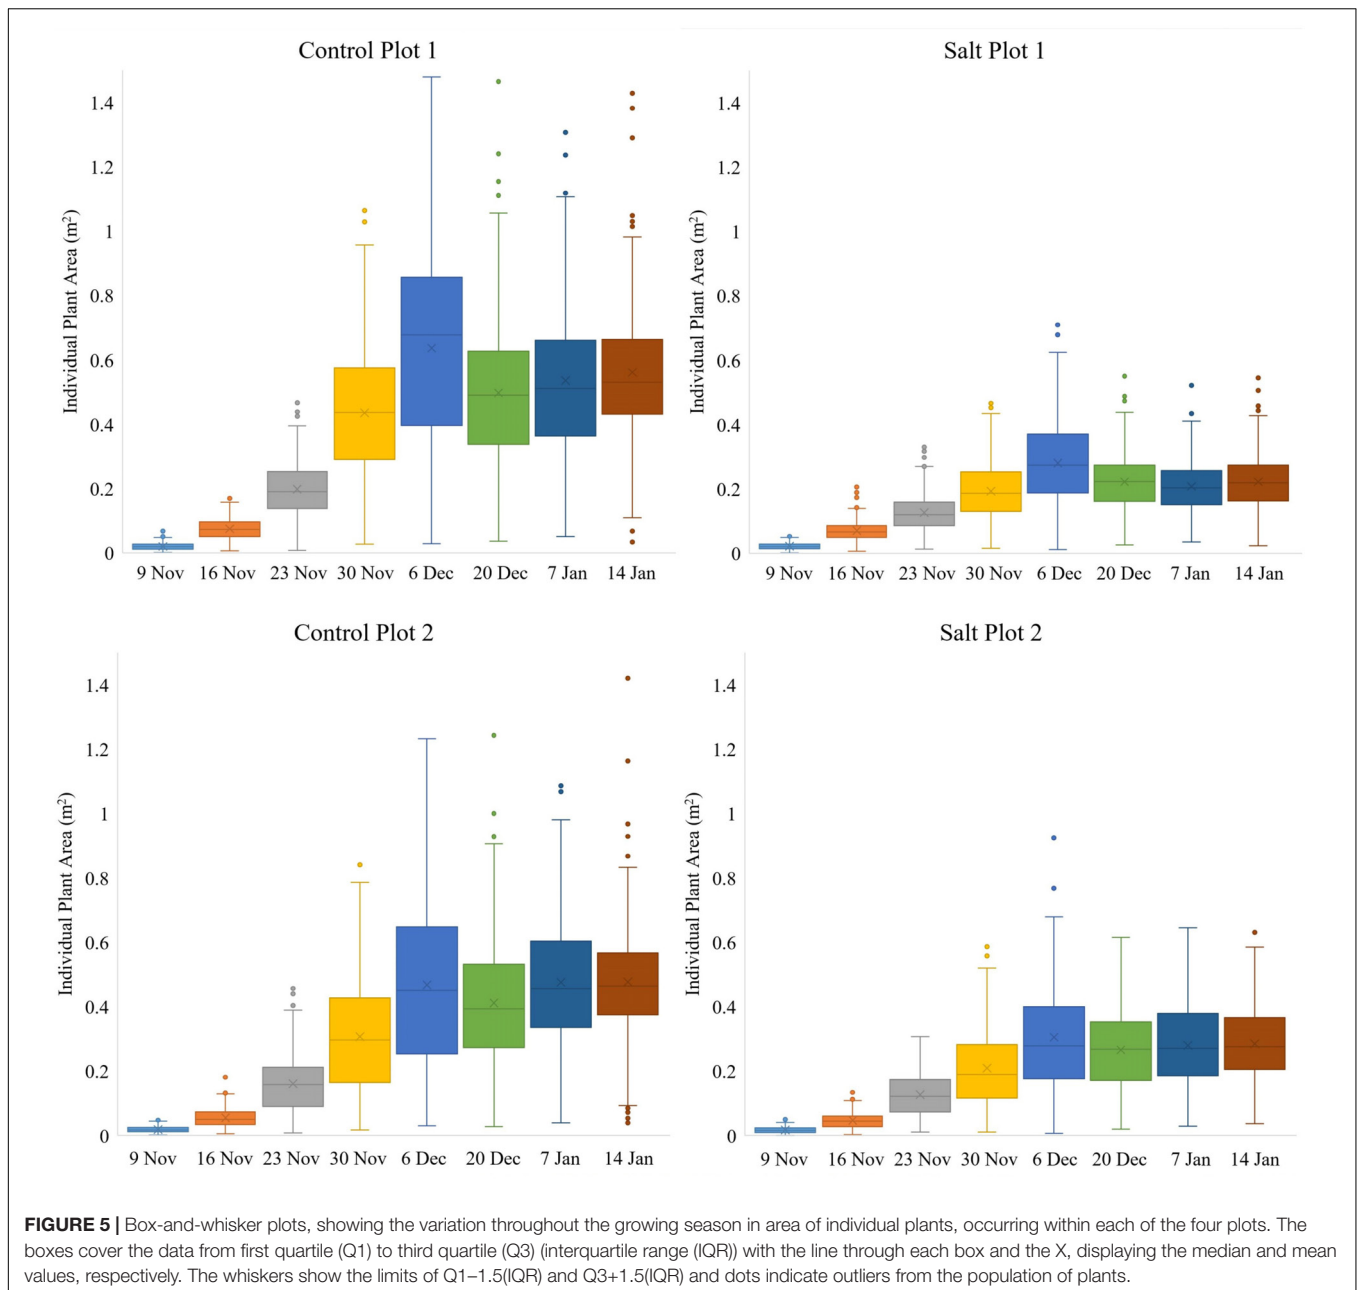 Control Plot 1
Individual Plant Area (m²)
1.4
1.2
1
0.8
0.6
0.4
0.2
0
9 Nov 16 Nov 23 Nov 30 Nov 6 Dec 20 Dec 7 Jan 14 Jan
Salt Plot 1
Individual Plant Area (m²)
1.4
1.2
1
0.8
0.6
0.4
0.2
0
9 Nov 16 Nov 23 Nov 30 Nov 6 Dec 20 Dec 7 Jan 14 Jan
Control Plot 2
Individual Plant Area (m²)
1.4
1.2
1
0.8
0.6
0.4
0.2
0
9 Nov 16 Nov 23 Nov 30 Nov 6 Dec 20 Dec 7 Jan 14 Jan
Salt Plot 2
Individual Plant Area (m²)
1.4
1.2
1
0.8
0.6
0.4
0.2
0
9 Nov 16 Nov 23 Nov 30 Nov 6 Dec 20 Dec 7 Jan 14 Jan
FIGURE 5 | Box-and-whisker plots, showing the variation throughout the growing season in area of individual plants, occurring within each of the four plots. The
boxes cover the data from first quartile (Q1) to third quartile (Q3) (interquartile range (IQR)) with the line through each box and the X, displaying the median and mean
values, respectively. The whiskers show the limits of Q1–1.5(IQR) and Q3+1.5(IQR) and dots indicate outliers from the population of plants.